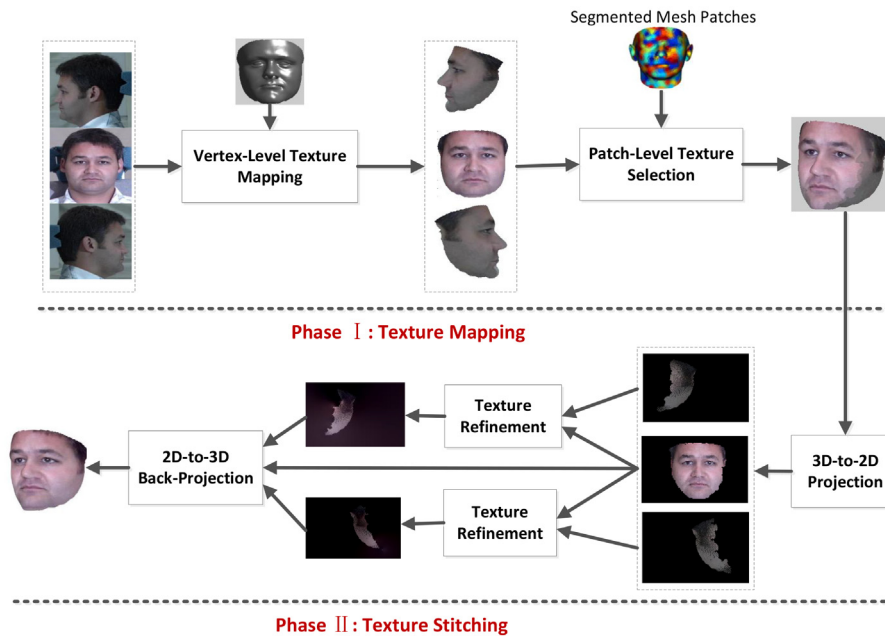 Segmented Mesh Patches
Vertex-Level Texture
Mapping
Patch-Level Texture
Selection
Phase Ⅰ: Texture Mapping
Texture
Refinement
2D-to-3D
Back-Projection
3D-to-2D
Projection
Texture
Refinement
Phase Ⅱ: Texture Stitching